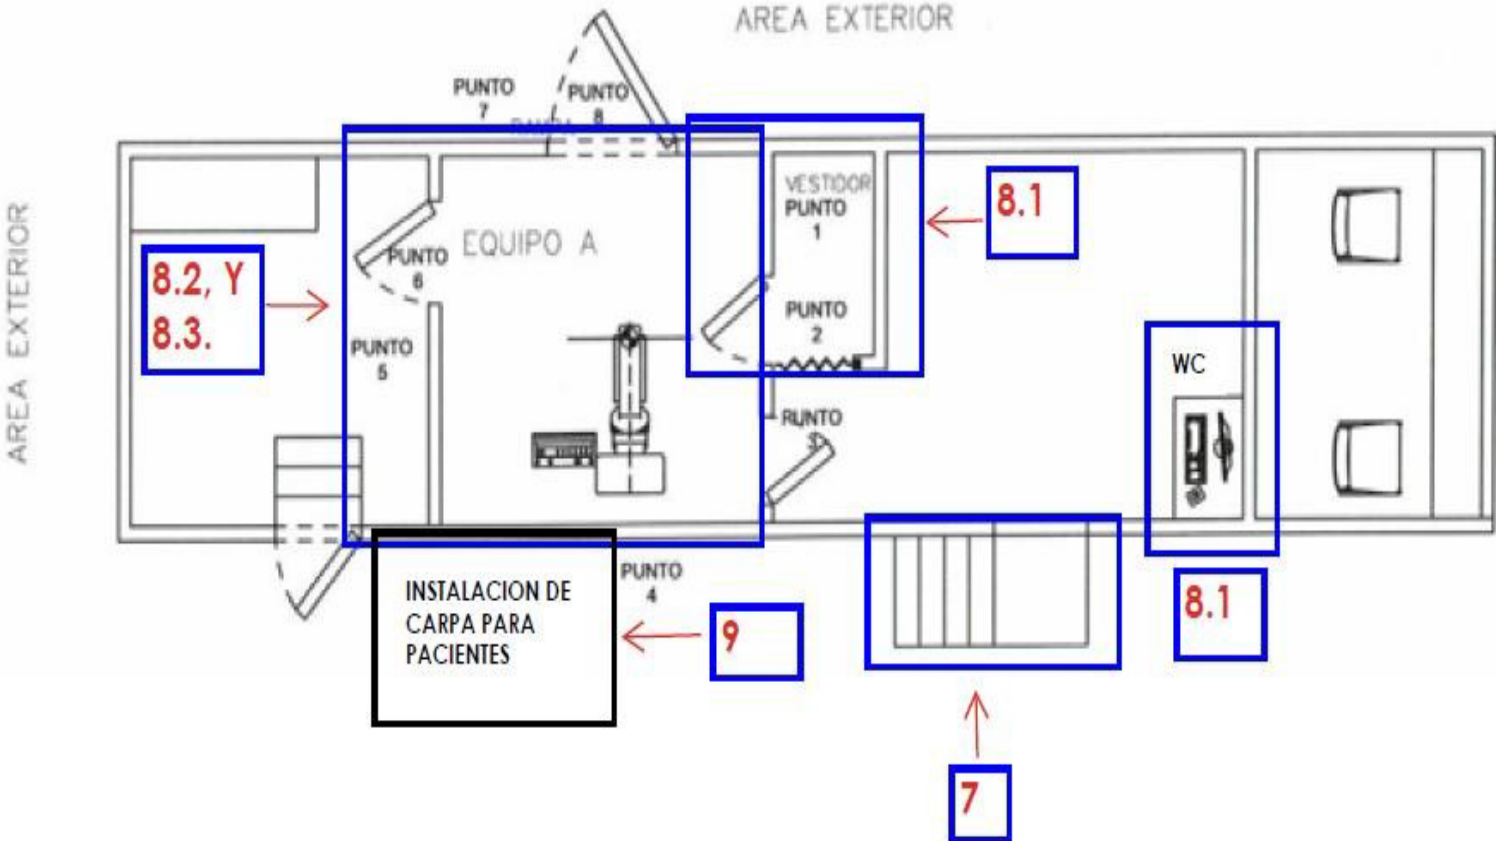 AREA EXTERIOR
PUNTO
7
PUNTO
8
AREA EXTERIOR
VESTIDOR
PUNTO
1
8.1
EQUIPO A
PUNTO
6
8.2, Y
8.3.
PUNTO
2
PUNTO
5
WC
RUNTO
3
INSTALACION DE
CARPA PARA
PACIENTES
PUNTO
4
9
8.1
7